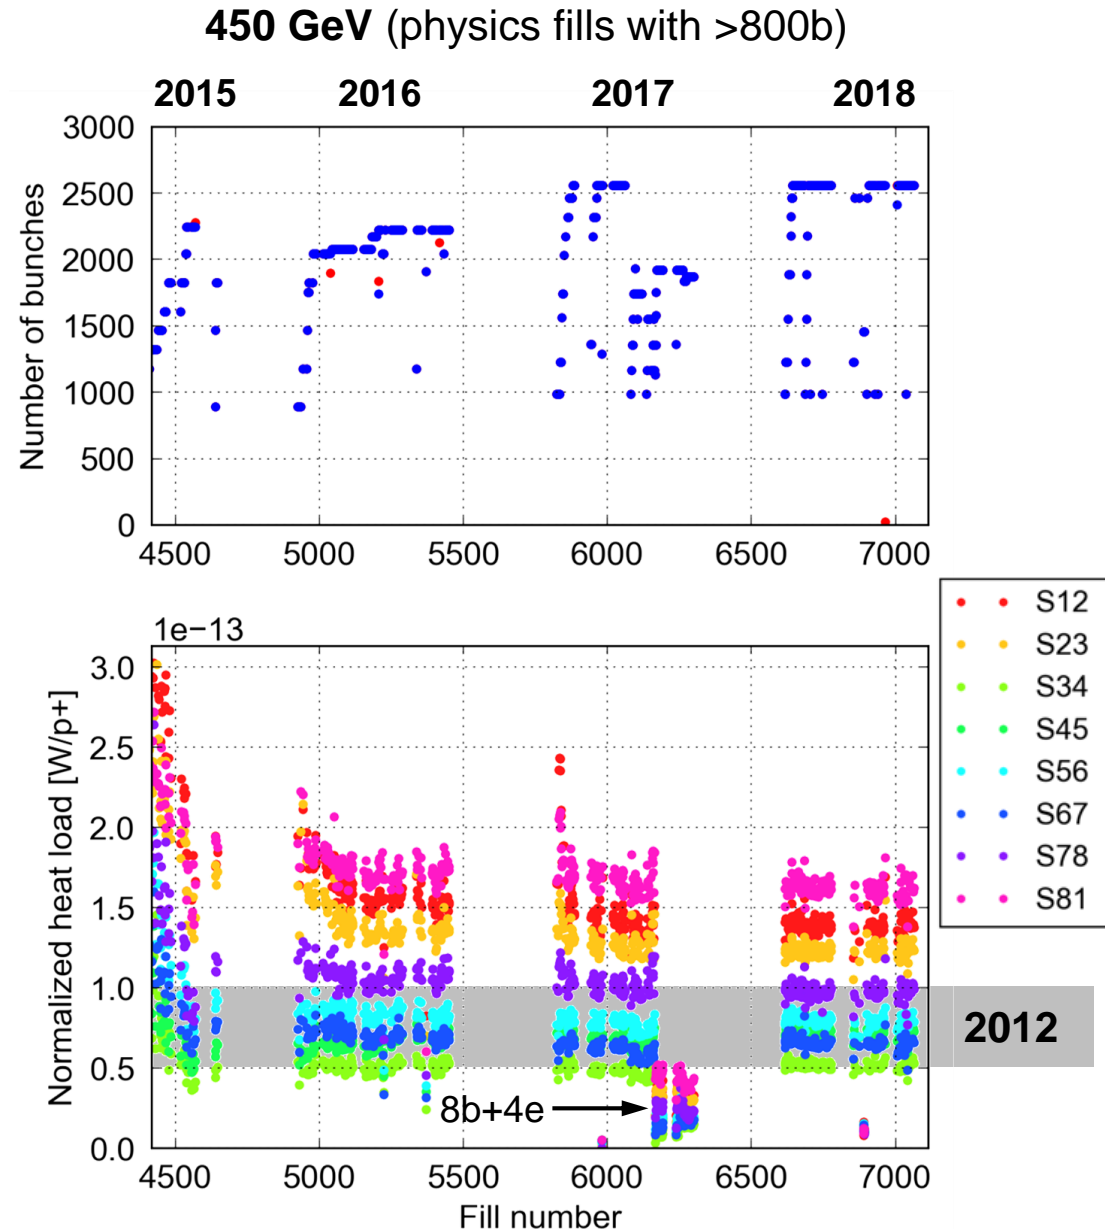 450 GeV (physics fills with >800b)
2015 2016 2017 2018
Number of bunches
3000
2500
2000
1500
1000
500
0
4500 5000 5500 6000 6500 7000
1e−13
Normalized heat load [W/p+]
3.0
2.5
2.0
1.5
1.0
0.5
0.0
S12
S23
S34
S45
S56
S67
S78
S81
2012
8b+4e
4500 5000 5500 6000 6500 7000
Fill number